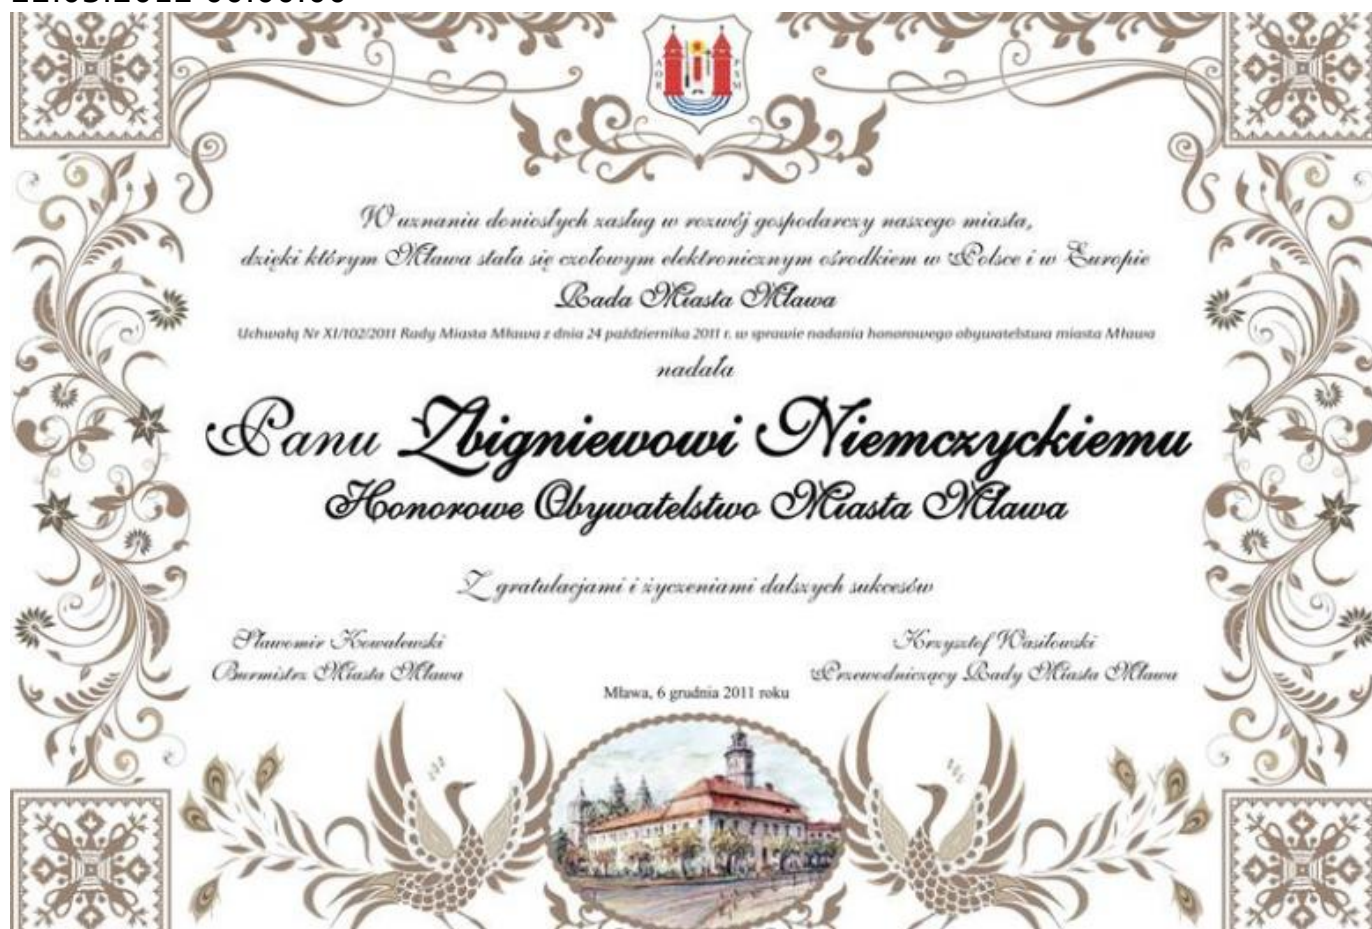 W uznaniu doniosłych zasług w rozwój gospodarczy naszego miasta,
dzięki którym Mława stała się czołowym elektronicznym ośrodkiem w Polsce i w Europie
Rada Miasta Mława
Uchwałą Nr XI/102/2011 Rady Miasta Mława z dnia 24 października 2011 r. w sprawie nadania honorowego obywatelstwa miasta Mława
nadała
Panu Zbigniewowi Niemczyckiemu
Honorowe Obywatelstwo Miasta Mława
Z gratulacjami i życzeniami dalszych sukcesów
Sławomir Kowalewski
Burmistrz Miasta Mława
Krzysztof Wasiłowski
Przewodniczący Rady Miasta Mława
Mława, 6 grudnia 2011 roku